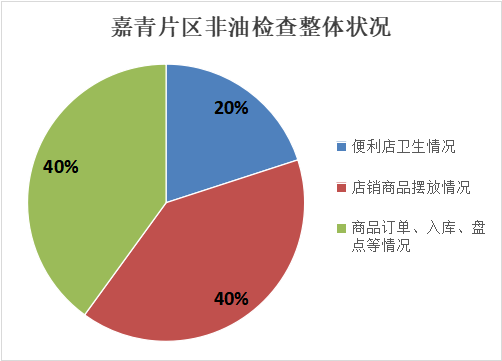 嘉青片区非油检查整体状况
20%
40%
40%
便利店卫生情况
店销商品摆放情况
商品订单、入库、盘
点等情况